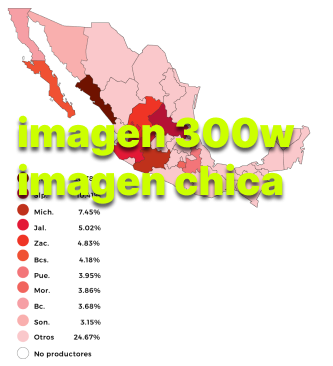 imagen 300w
imagen chica
Mich. 7.45%
Jal. 5.02%
Zac. 4.83%
Bcs. 4.18%
Pue. 3.95%
Mor. 3.86%
Bc. 3.68%
Son. 3.15%
Otros 24.67%
No productores